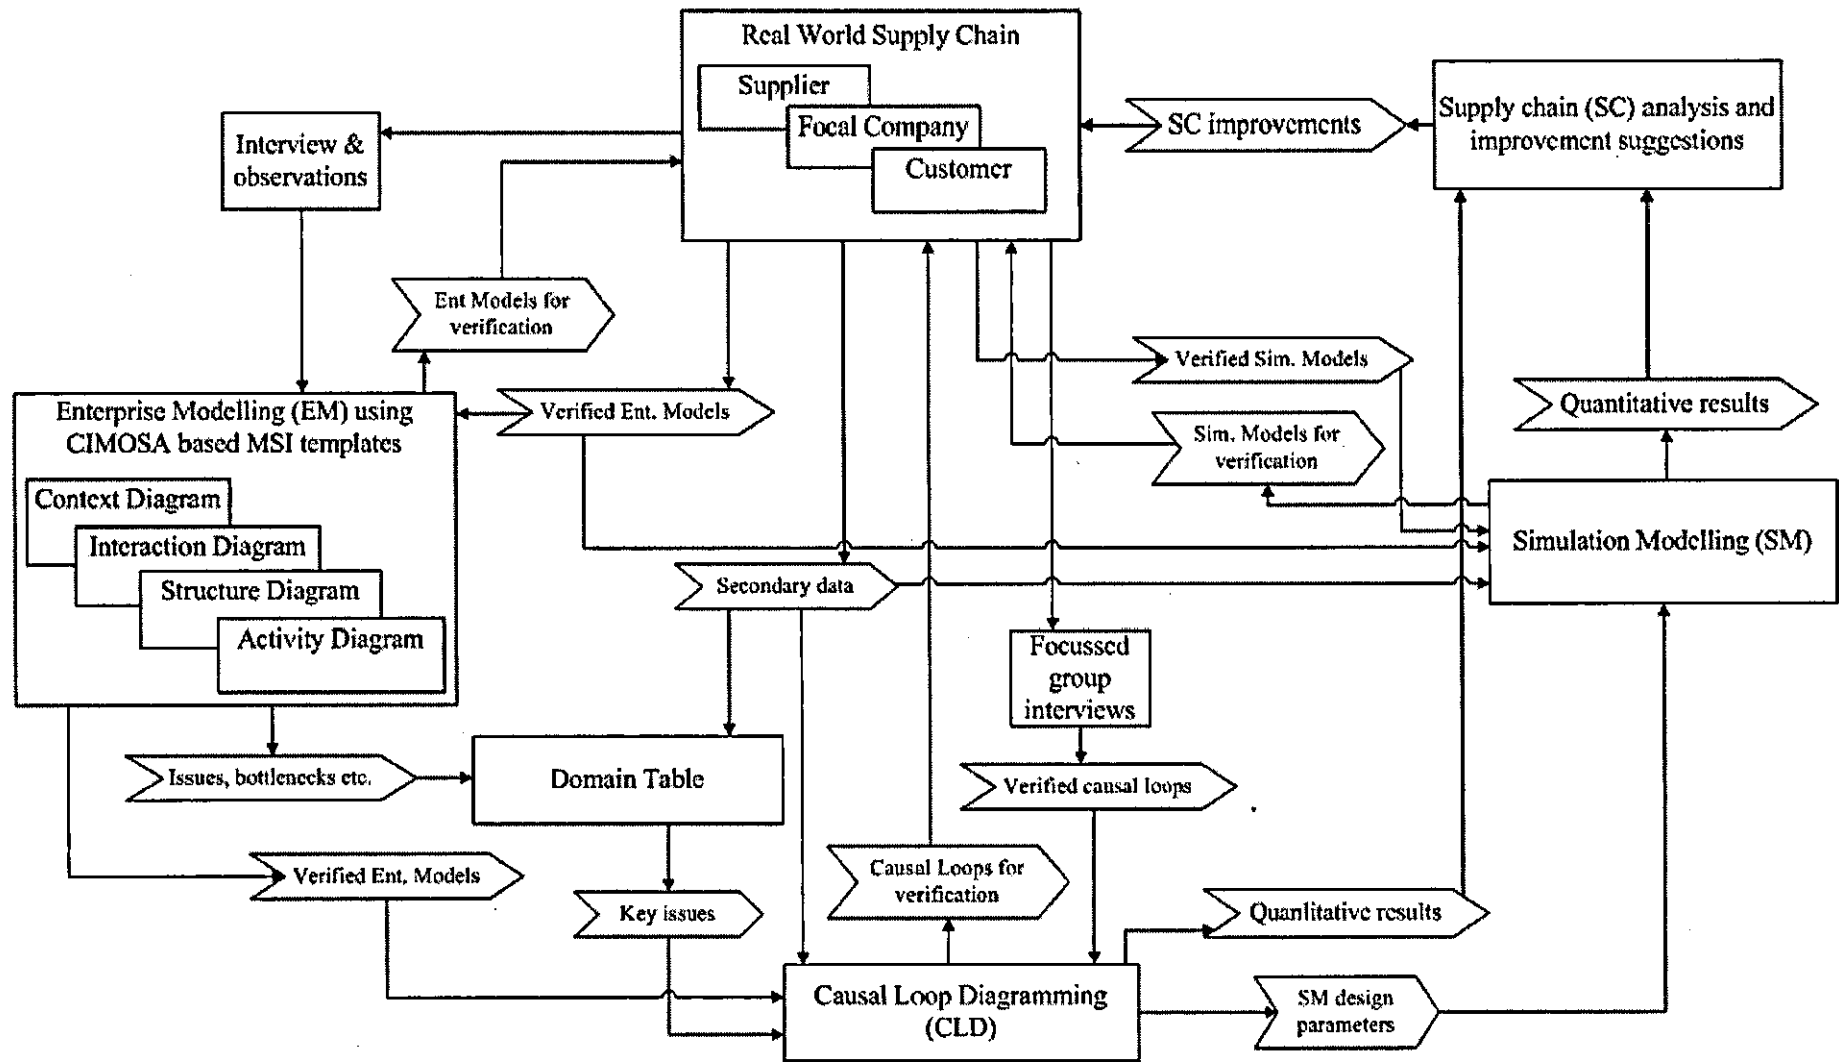 Real World Supply Chain
Supplier
Focal Company
Customer
SC improvements
Supply chain (SC) analysis and
improvement suggestions
Interview &
observations
Ent Models for
verification
Verified Sim. Models
Quantitative results
Enterprise Modelling (EM) using
CIMOSA based MSI templates
Verified Ent. Models
Sim. Models for
verification
Context Diagram
Interaction Diagram
Structure Diagram
Activity Diagram
Simulation Modelling (SM)
Secondary data
Focussed
group
interviews
Issues, bottlenecks etc.
Domain Table
Verified causal loops
Verified Ent. Models
Causal Loops for
verification
Key issues
Quanlitative results
Causal Loop Diagramming
(CLD)
SM design
parameters